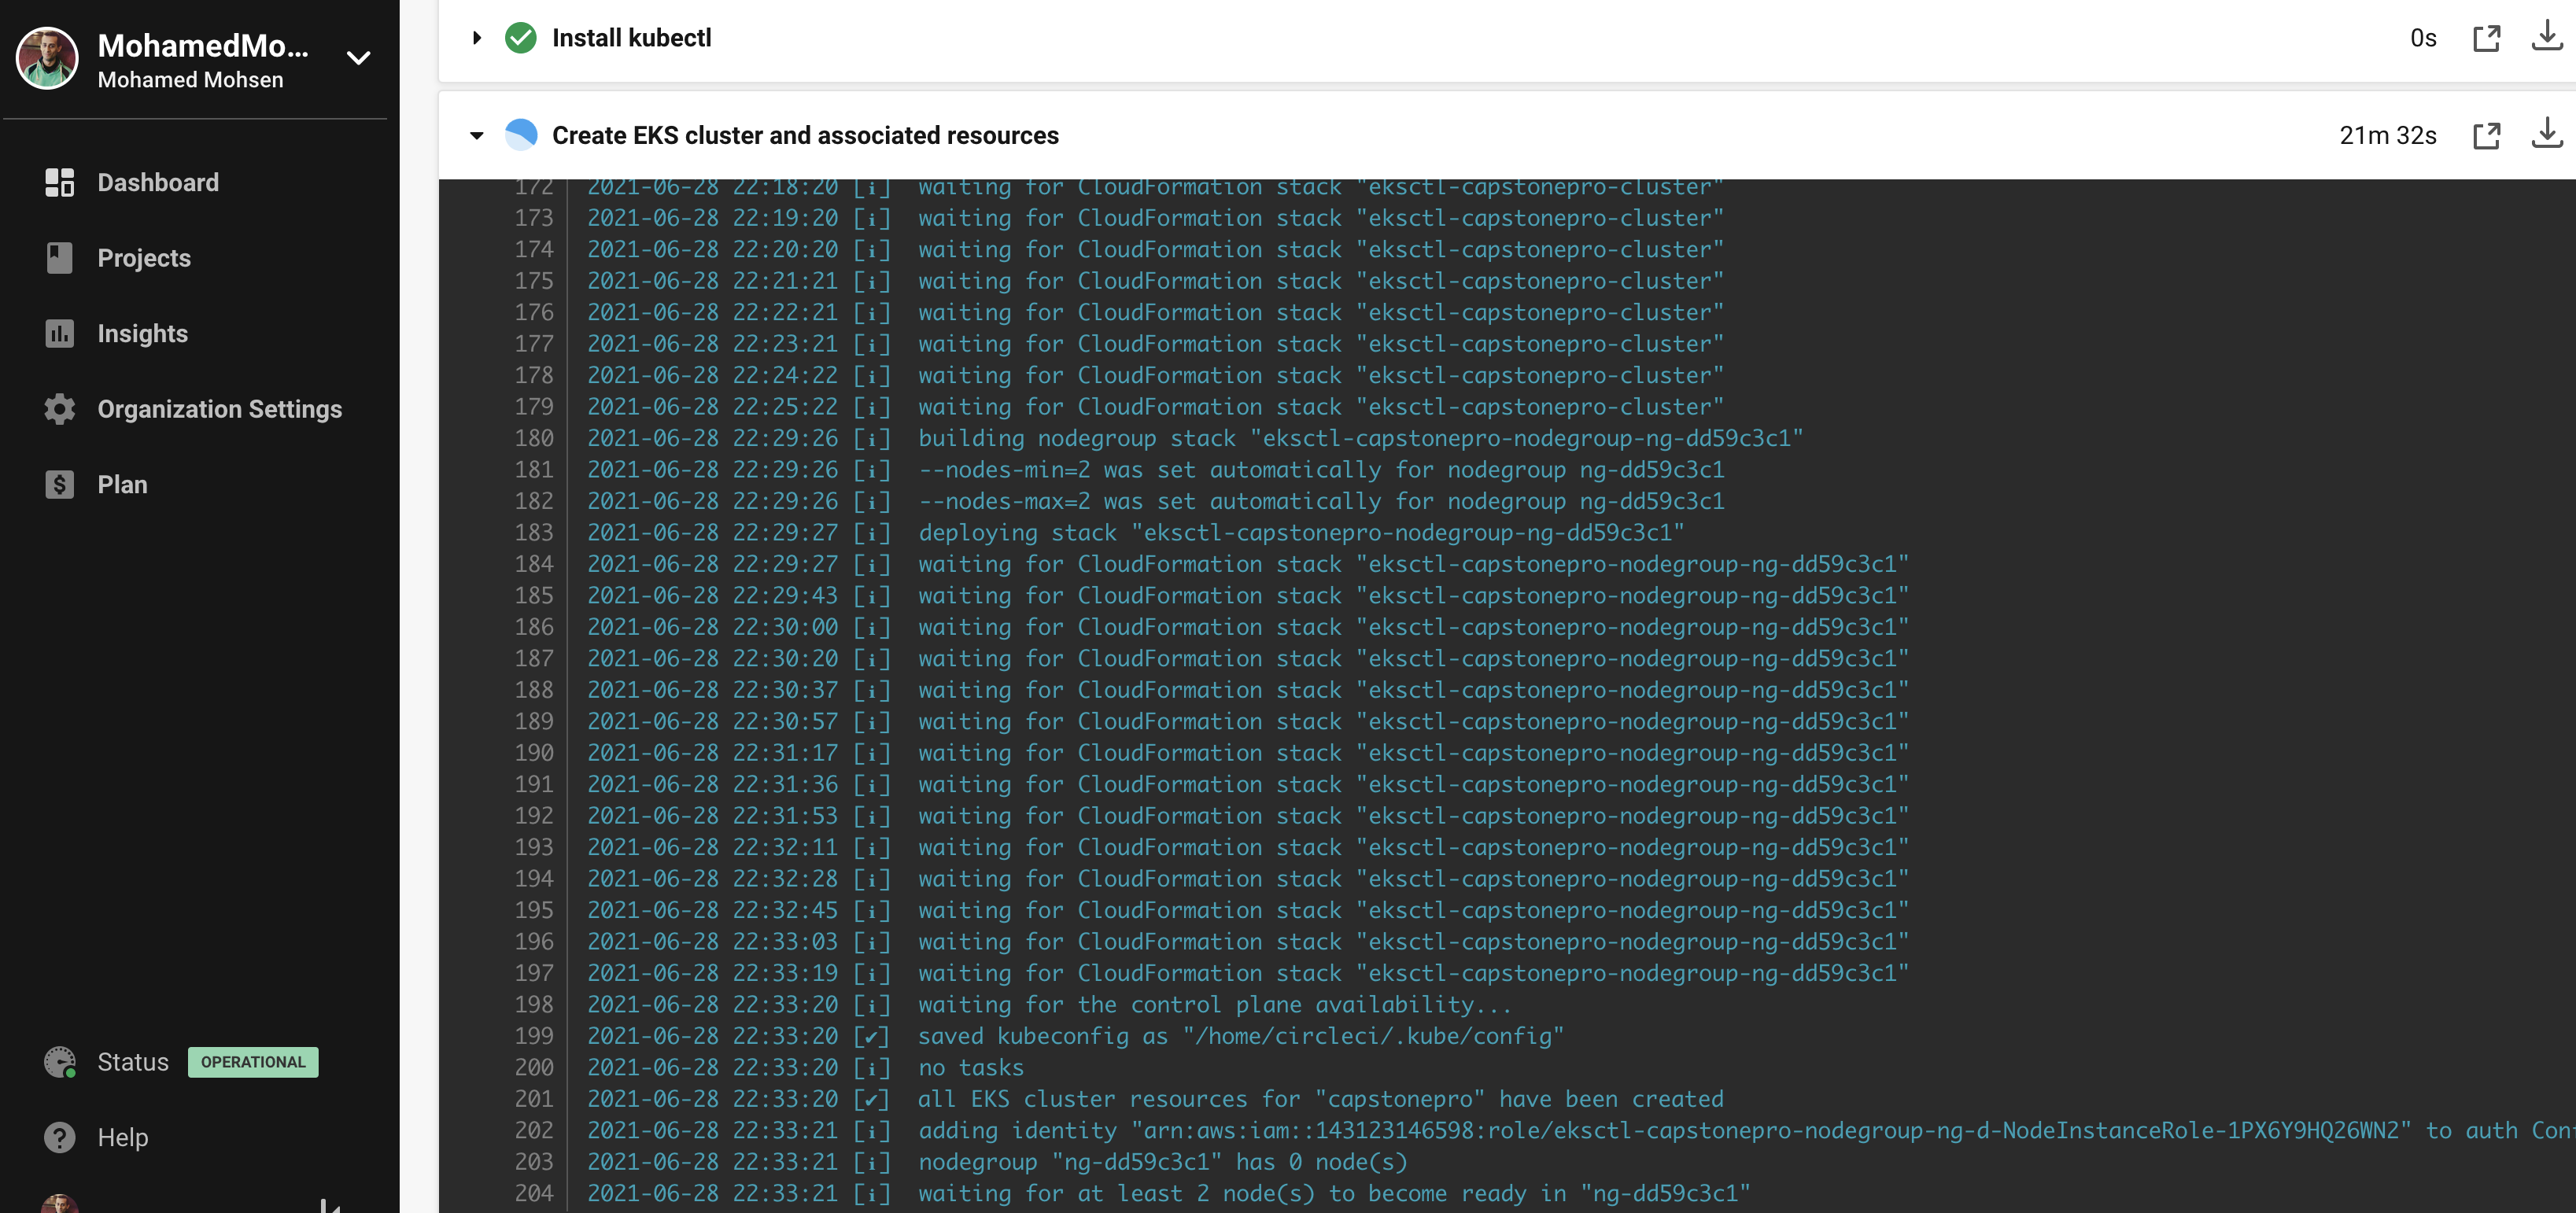 MohamedMo...
Mohamed Mohsen
Dashboard
Projects
Insights
Organization Settings
Plan
Status OPERATIONAL
Help
Install kubectl 0s
Create EKS cluster and associated resources 21m 32s
172 2021-06-28 22:18:20 [ℹ] waiting for CloudFormation stack "eksctl-capstonepro-cluster"
173 2021-06-28 22:19:20 [ℹ] waiting for CloudFormation stack "eksctl-capstonepro-cluster"
174 2021-06-28 22:20:20 [ℹ] waiting for CloudFormation stack "eksctl-capstonepro-cluster"
175 2021-06-28 22:21:21 [ℹ] waiting for CloudFormation stack "eksctl-capstonepro-cluster"
176 2021-06-28 22:22:21 [ℹ] waiting for CloudFormation stack "eksctl-capstonepro-cluster"
177 2021-06-28 22:23:21 [ℹ] waiting for CloudFormation stack "eksctl-capstonepro-cluster"
178 2021-06-28 22:24:22 [ℹ] waiting for CloudFormation stack "eksctl-capstonepro-cluster"
179 2021-06-28 22:25:22 [ℹ] waiting for CloudFormation stack "eksctl-capstonepro-cluster"
180 2021-06-28 22:29:26 [ℹ] building nodegroup stack "eksctl-capstonepro-nodegroup-ng-dd59c3c1"
181 2021-06-28 22:29:26 [ℹ] --nodes-min=2 was set automatically for nodegroup ng-dd59c3c1
182 2021-06-28 22:29:26 [ℹ] --nodes-max=2 was set automatically for nodegroup ng-dd59c3c1
183 2021-06-28 22:29:27 [ℹ] deploying stack "eksctl-capstonepro-nodegroup-ng-dd59c3c1"
184 2021-06-28 22:29:27 [ℹ] waiting for CloudFormation stack "eksctl-capstonepro-nodegroup-ng-dd59c3c1"
185 2021-06-28 22:29:43 [ℹ] waiting for CloudFormation stack "eksctl-capstonepro-nodegroup-ng-dd59c3c1"
186 2021-06-28 22:30:00 [ℹ] waiting for CloudFormation stack "eksctl-capstonepro-nodegroup-ng-dd59c3c1"
187 2021-06-28 22:30:20 [ℹ] waiting for CloudFormation stack "eksctl-capstonepro-nodegroup-ng-dd59c3c1"
188 2021-06-28 22:30:37 [ℹ] waiting for CloudFormation stack "eksctl-capstonepro-nodegroup-ng-dd59c3c1"
189 2021-06-28 22:30:57 [ℹ] waiting for CloudFormation stack "eksctl-capstonepro-nodegroup-ng-dd59c3c1"
190 2021-06-28 22:31:17 [ℹ] waiting for CloudFormation stack "eksctl-capstonepro-nodegroup-ng-dd59c3c1"
191 2021-06-28 22:31:36 [ℹ] waiting for CloudFormation stack "eksctl-capstonepro-nodegroup-ng-dd59c3c1"
192 2021-06-28 22:31:53 [ℹ] waiting for CloudFormation stack "eksctl-capstonepro-nodegroup-ng-dd59c3c1"
193 2021-06-28 22:32:11 [ℹ] waiting for CloudFormation stack "eksctl-capstonepro-nodegroup-ng-dd59c3c1"
194 2021-06-28 22:32:28 [ℹ] waiting for CloudFormation stack "eksctl-capstonepro-nodegroup-ng-dd59c3c1"
195 2021-06-28 22:32:45 [ℹ] waiting for CloudFormation stack "eksctl-capstonepro-nodegroup-ng-dd59c3c1"
196 2021-06-28 22:33:03 [ℹ] waiting for CloudFormation stack "eksctl-capstonepro-nodegroup-ng-dd59c3c1"
197 2021-06-28 22:33:19 [ℹ] waiting for CloudFormation stack "eksctl-capstonepro-nodegroup-ng-dd59c3c1"
198 2021-06-28 22:33:20 [ℹ] waiting for the control plane availability...
199 2021-06-28 22:33:20 [✔] saved kubeconfig as "/home/circleci/.kube/config"
200 2021-06-28 22:33:20 [ℹ] no tasks
201 2021-06-28 22:33:20 [✔] all EKS cluster resources for "capstonepro" have been created
202 2021-06-28 22:33:21 [ℹ] adding identity "arn:aws:iam::143123146598:role/eksctl-capstonepro-nodegroup-ng-d-NodeInstanceRole-1PX6Y9HQ26WN2" to auth
203 2021-06-28 22:33:21 [ℹ] nodegroup "ng-dd59c3c1" has 0 node(s)
204 2021-06-28 22:33:21 [ℹ] waiting for at least 2 node(s) to become ready in "ng-dd59c3c1"